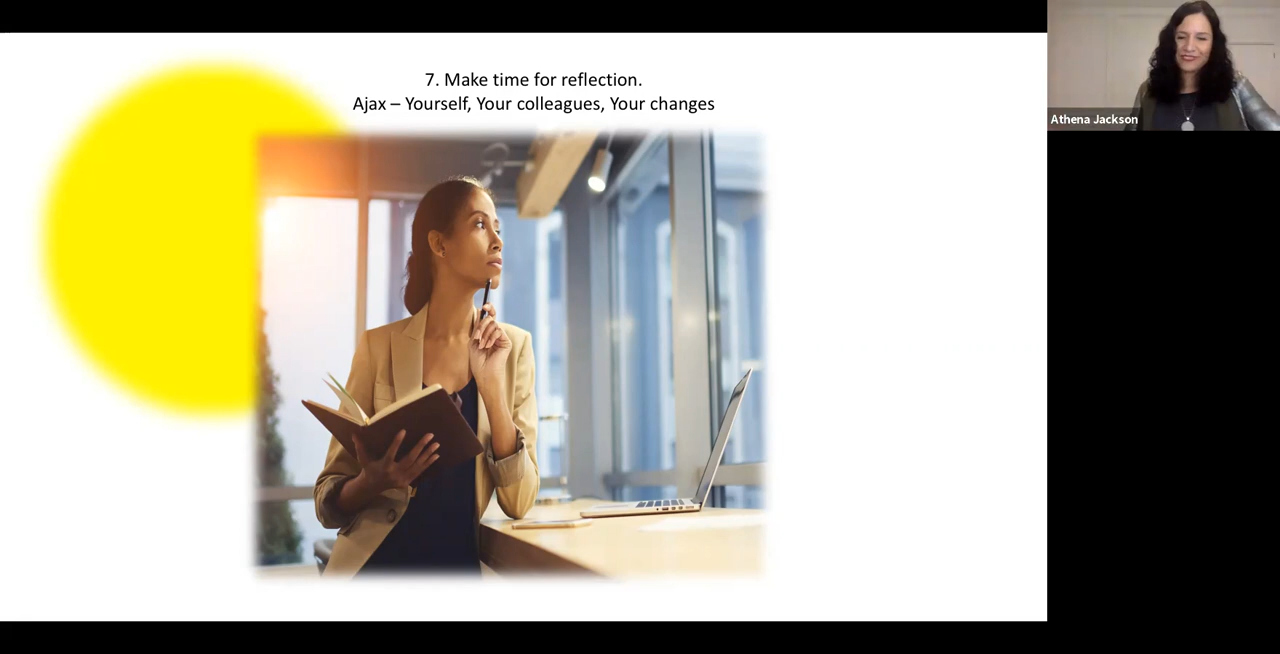 7. Make time for reflection.
Ajax – Yourself, Your colleagues, Your changes
Athena Jackson